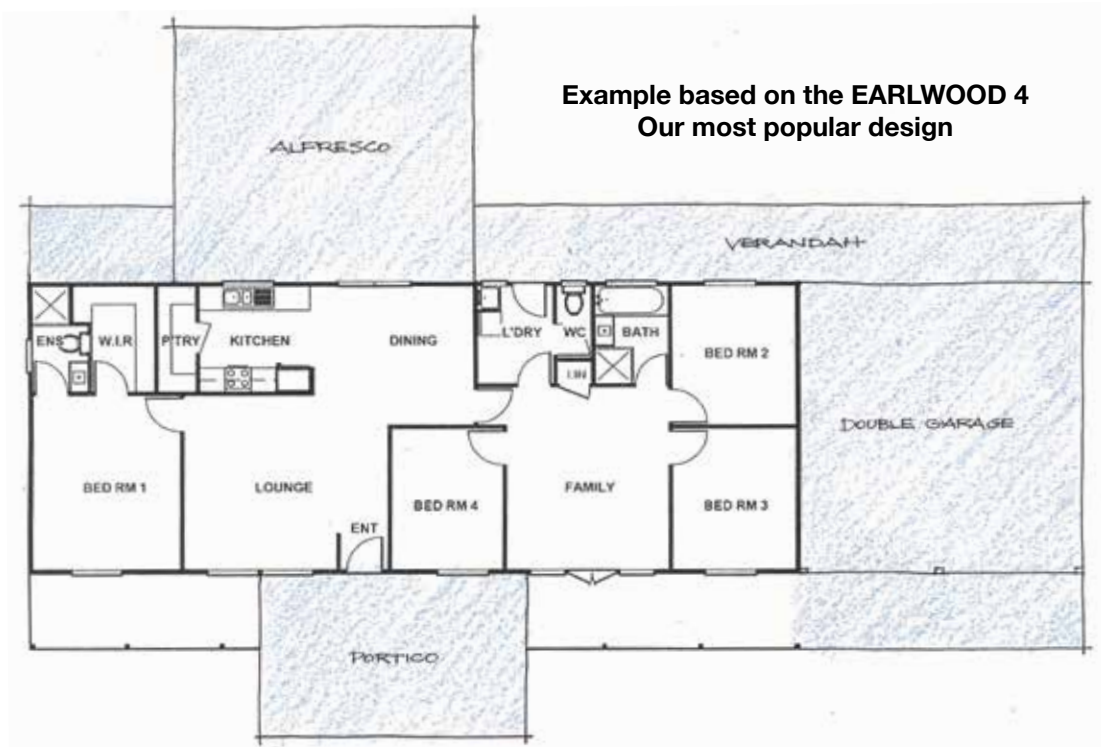 Example based on the EARLWOOD 4
Our most popular design
ALFRESCO
VERANDAH
ENS
W.I.R
P'TRY
KITCHEN
DINING
L'DRY
WC
BATH
LIN
BED RM 2
DOUBLE GARAGE
BED RM 1
LOUNGE
ENT
BED RM 4
FAMILY
BED RM 3
PORTICO